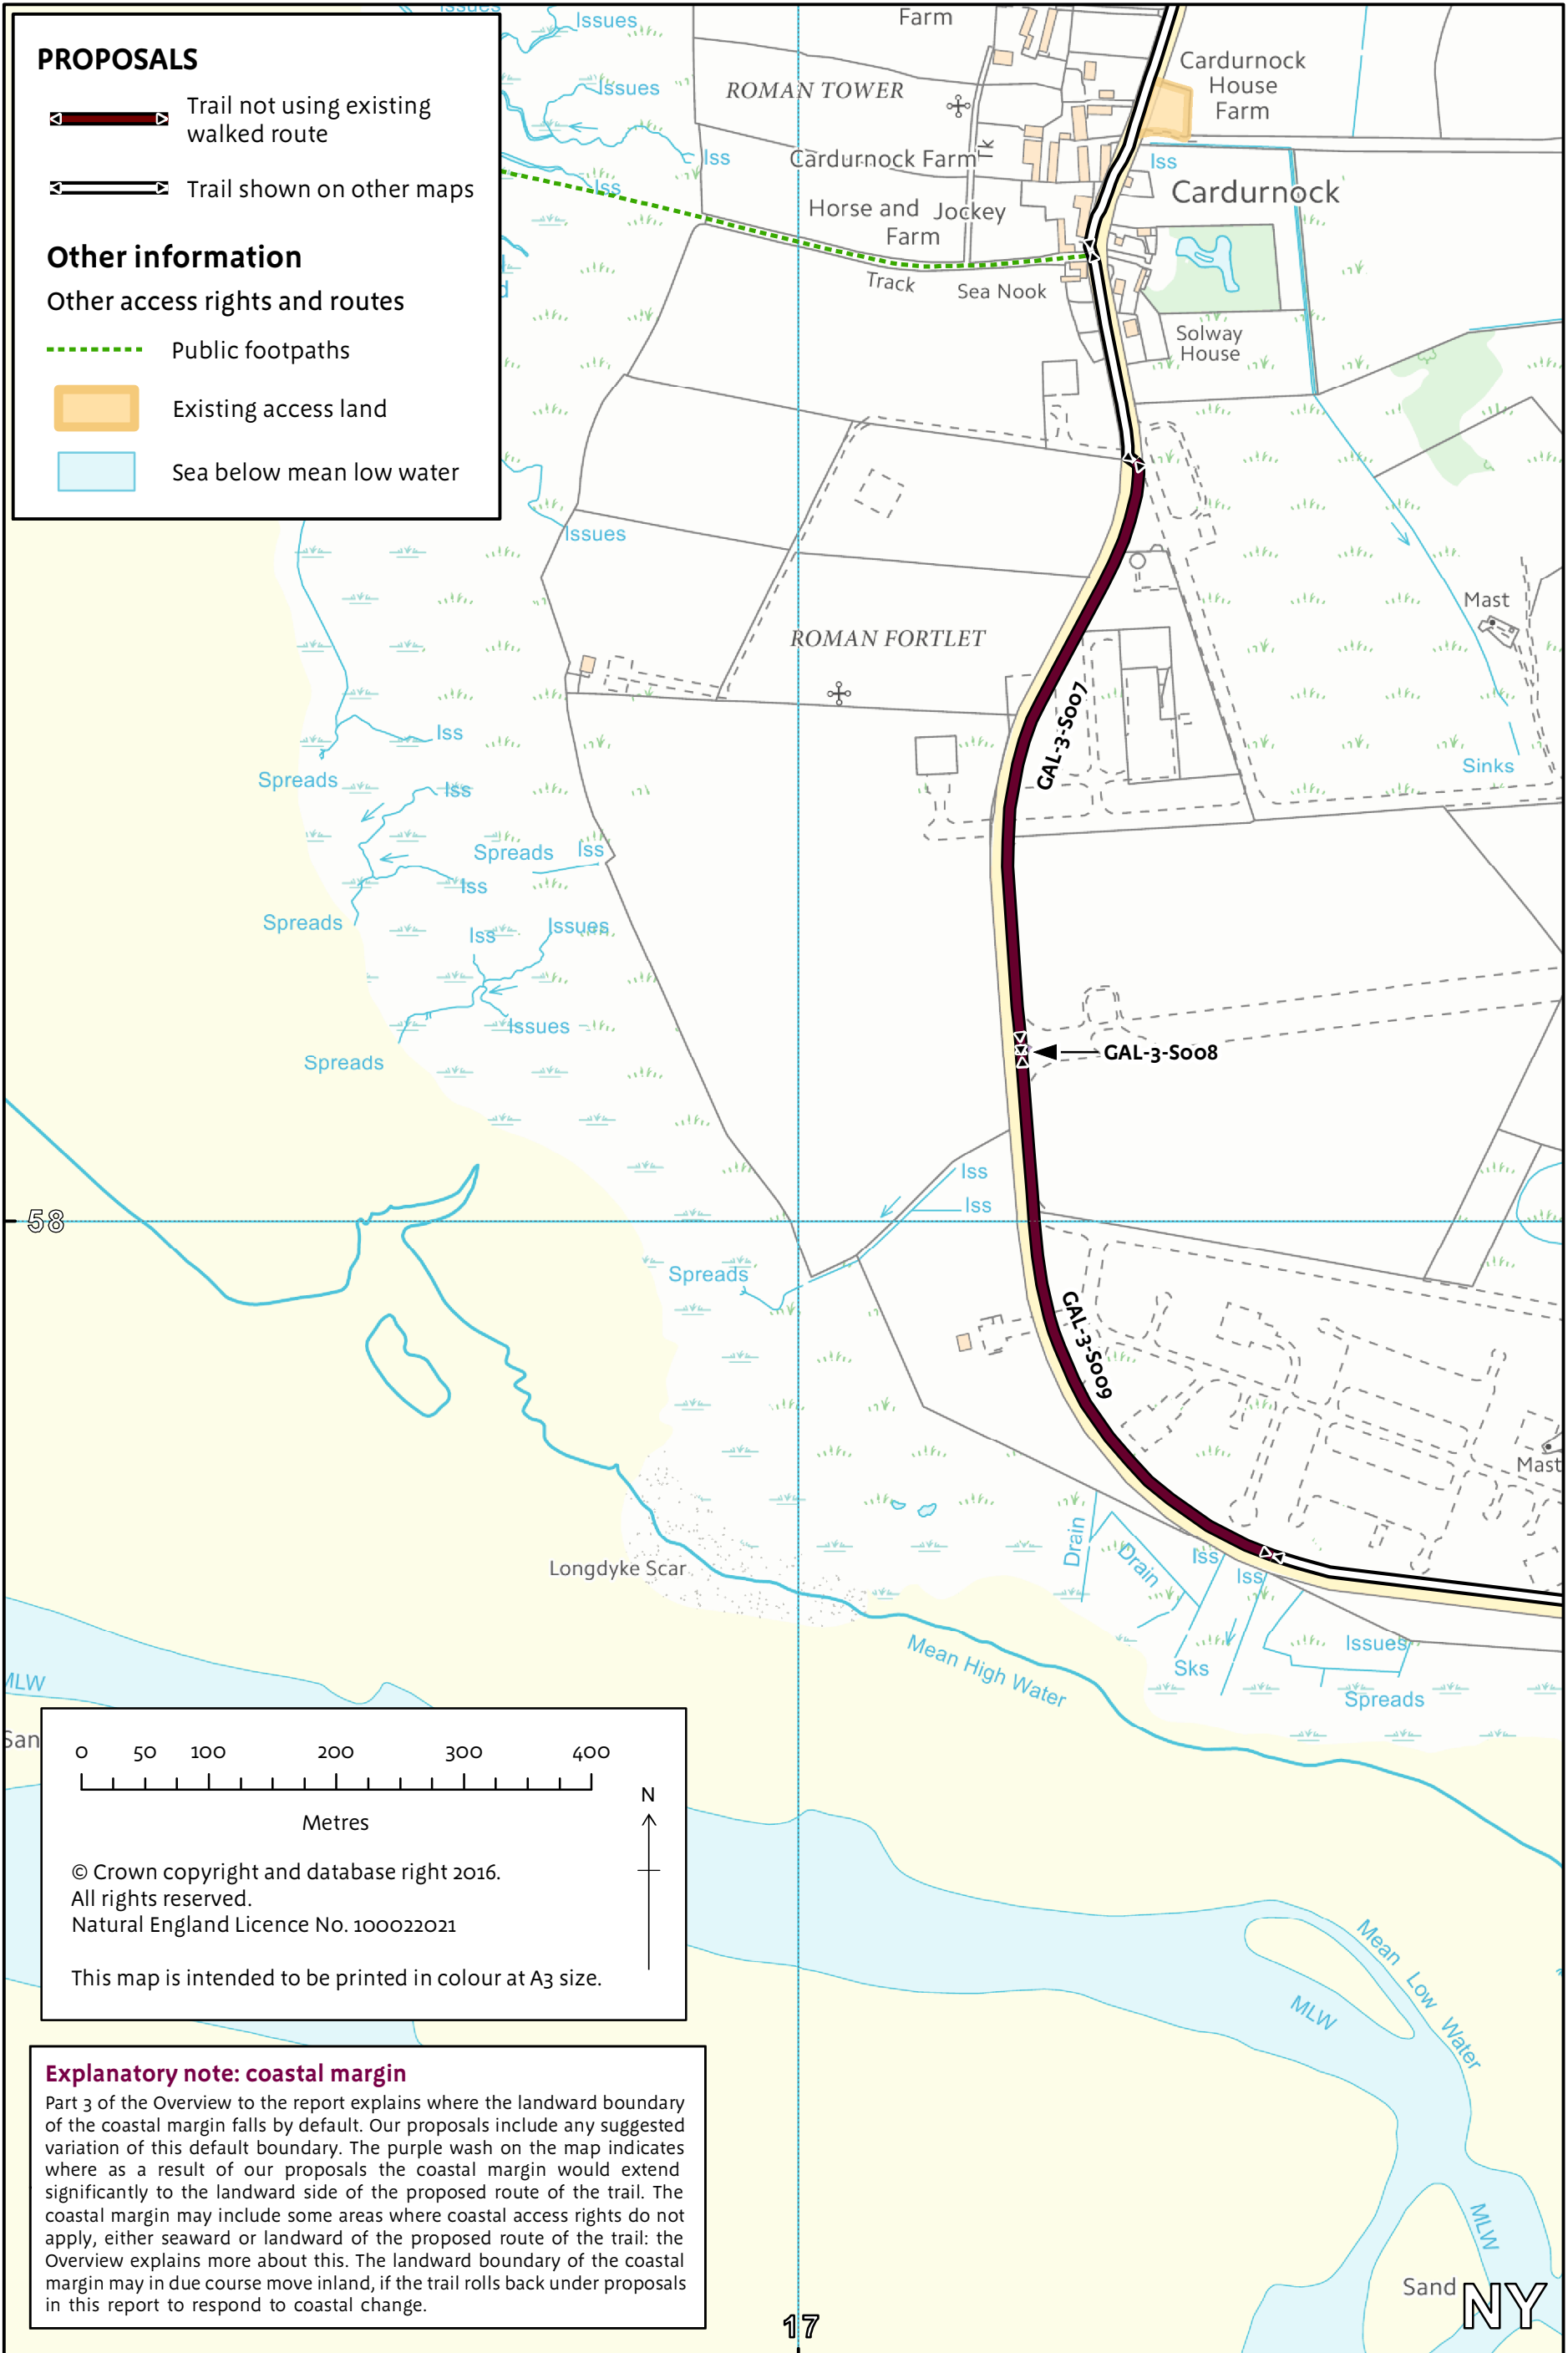 PROPOSALS
Trail not using existing
walked route
Trail shown on other maps
Other information
Other access rights and routes
Public footpaths
Existing access land
Sea below mean low water
Issues
Issues
Issues
Iss
Iss
Farm
ROMAN TOWER
Cardurnock
House
Farm
Tk
Cardurnock Farm
Iss
Cardurnock
Horse and Jockey
Farm
Track
Sea Nook
Solway
House
Issues
Mast
ROMAN FORTLET
GAL-3-S007
Iss
Sinks
Spreads
Iss
Spreads
Iss
Iss
Spreads
Iss
Issues
Issues
GAL-3-S008
Spreads
Iss
Iss
58
Spreads
GAL-3-S009
Mast
Drain
Drain
Iss
Iss
Longdyke Scar
Issues
Mean High Water
Sks
Spreads
MLW
San
0 50 100 200 300 400
N
Metres
© Crown copyright and database right 2016.
All rights reserved.
Natural England Licence No. 100022021
This map is intended to be printed in colour at A3 size.
Mean Low Water
MLW
Explanatory note: coastal margin
Part 3 of the Overview to the report explains where the landward boundary
of the coastal margin falls by default. Our proposals include any suggested
variation of this default boundary. The purple wash on the map indicates
where as a result of our proposals the coastal margin would extend
significantly to the landward side of the proposed route of the trail. The
coastal margin may include some areas where coastal access rights do not
apply, either seaward or landward of the proposed route of the trail: the
Overview explains more about this. The landward boundary of the coastal
margin may in due course move inland, if the trail rolls back under proposals
in this report to respond to coastal change.
MLW
Sand
NY
17